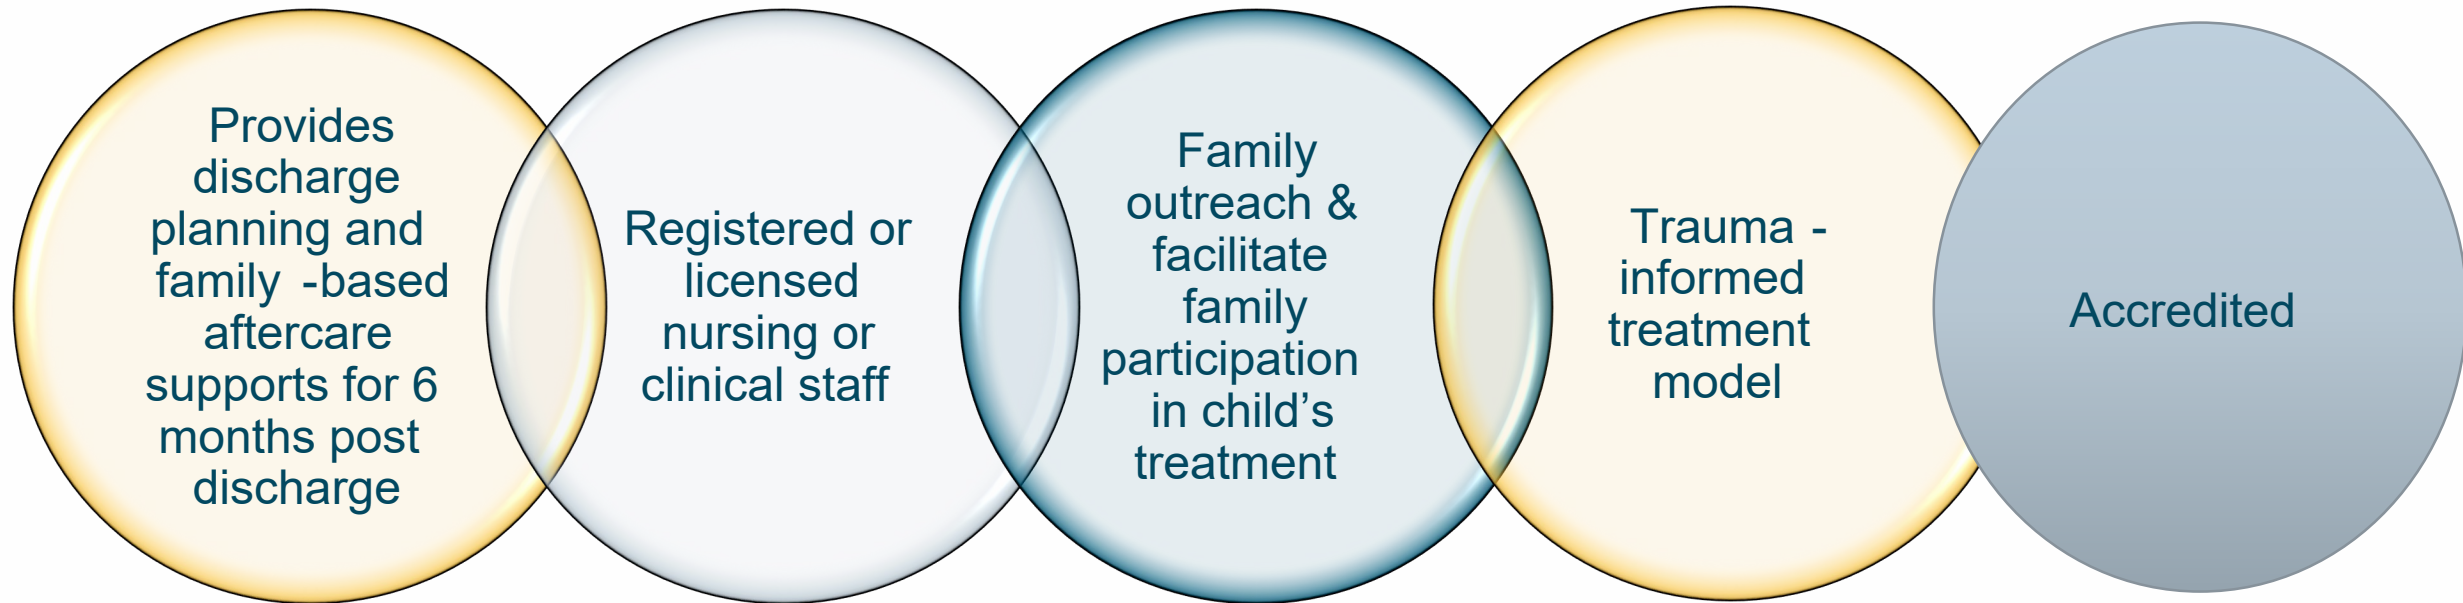 Provides
discharge
planning and
family -based
aftercare
supports for 6
months post
discharge
Registered or
licensed
nursing or
clinical staff
Family
outreach &
facilitate
family
participation
in child’s
treatment
Trauma -
informed
treatment
model
Accredited